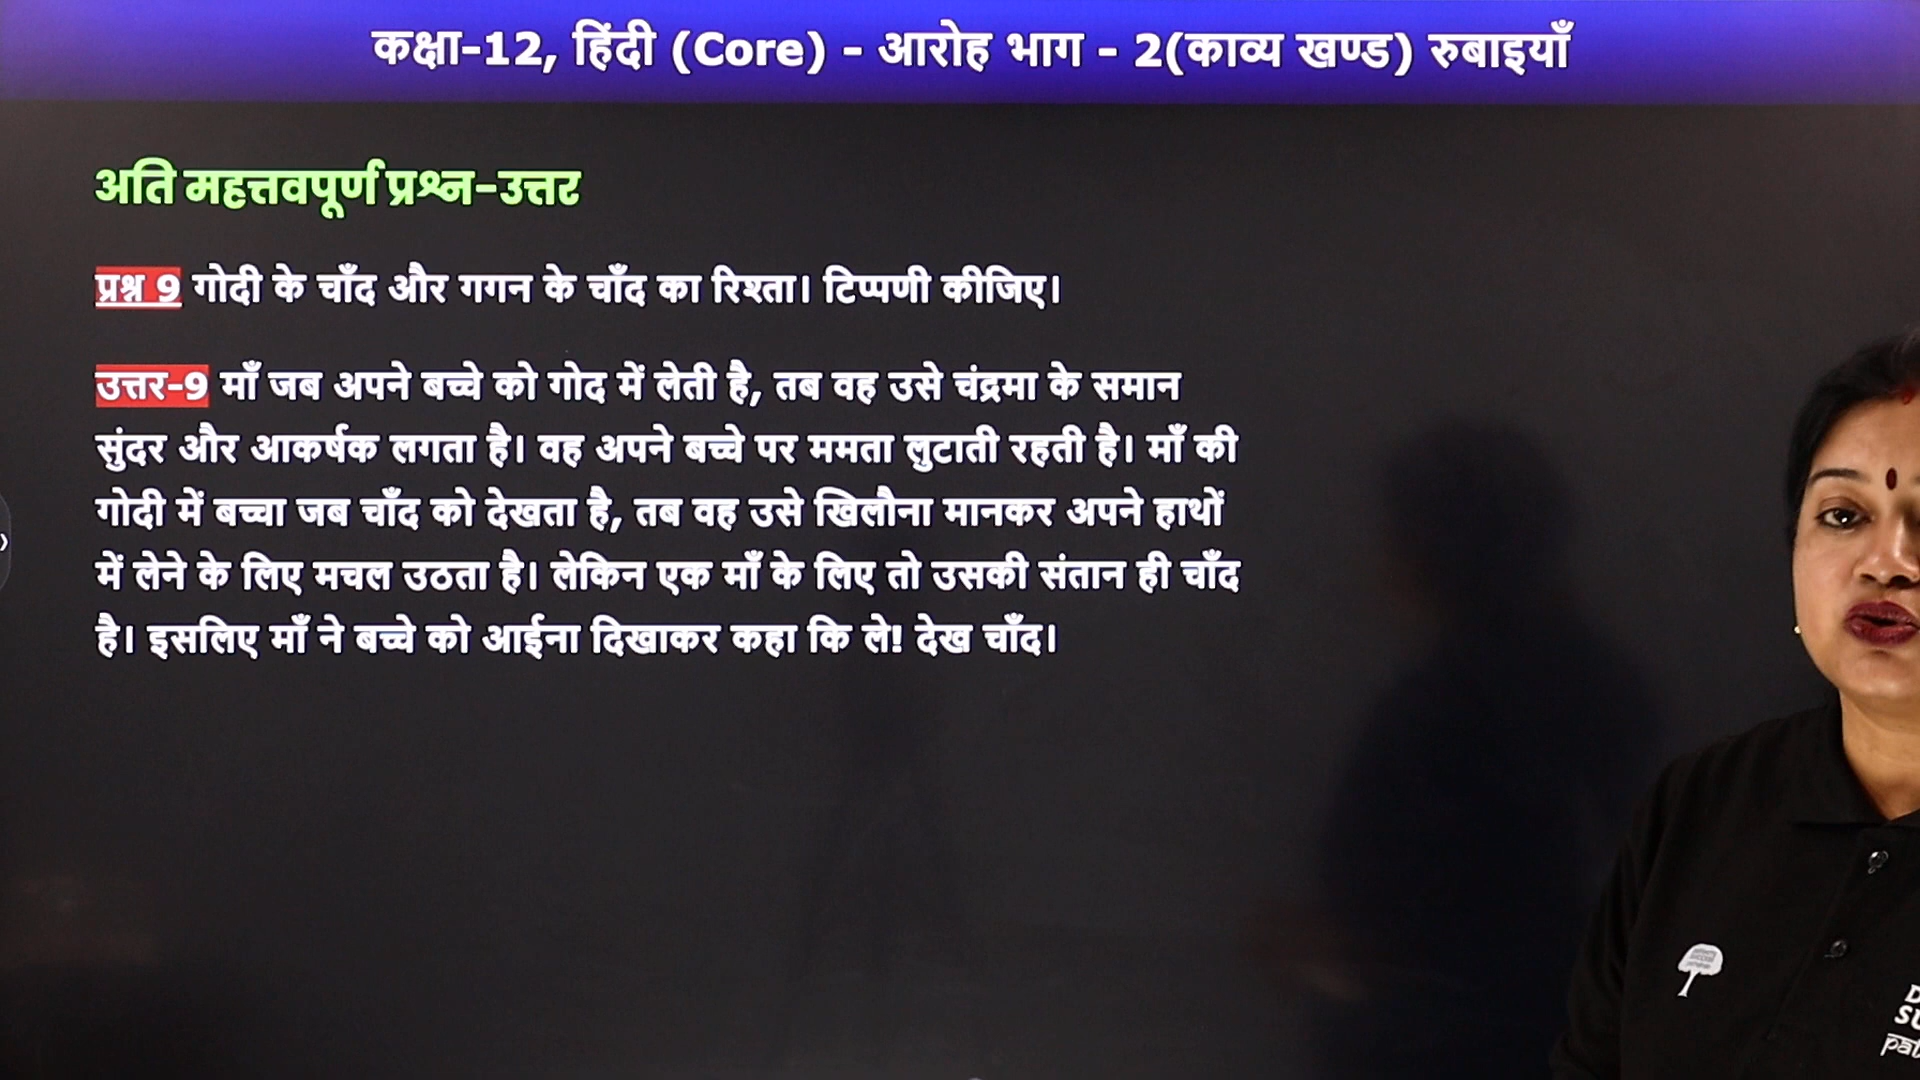 कक्षा-12, हिंदी (Core) - आरोह भाग - 2(काव्य खण्ड) रुबाइयाँ
अति महत्तवपूर्ण प्रश्न-उत्तर
प्रश्न 9 गोदी के चाँद और गगन के चाँद का रिश्ता। टिप्पणी कीजिए।
उत्तर-9 माँ जब अपने बच्चे को गोद में लेती है, तब वह उसे चंद्रमा के समान
सुंदर और आकर्षक लगता है। वह अपने बच्चे पर ममता लुटाती रहती है। माँ की
गोदी में बच्चा जब चाँद को देखता है, तब वह उसे खिलौना मानकर अपने हाथों
में लेने के लिए मचल उठता है। लेकिन एक माँ के लिए तो उसकी संतान ही चाँद
है। इसलिए माँ ने बच्चे को आईना दिखाकर कहा कि ले! देख चाँद।